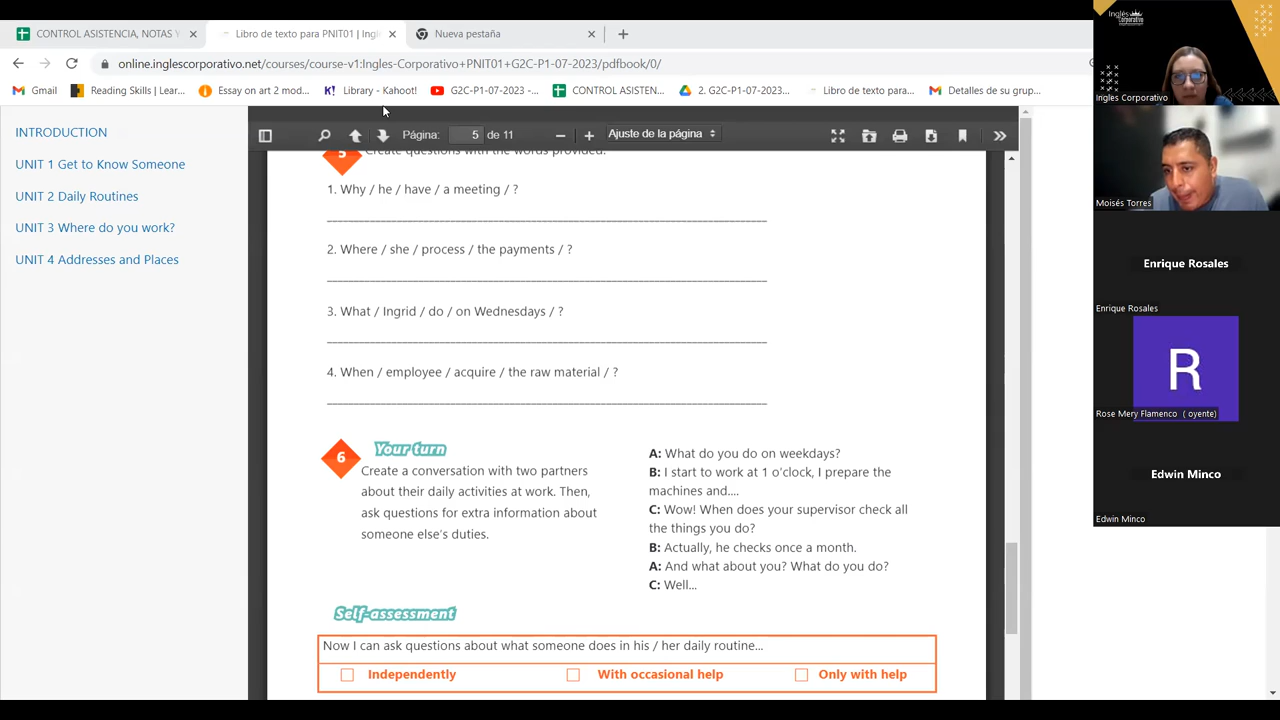 CONTROL ASISTENCIA, NOTAS Y
Libro de texto para PNIT01 | Ingl
Nueva pestaña
online.inglescorporativo.net/courses/course-v1:Ingles-Corporativo+PNIT01+G2C-P1-07-2023/pdfbook/0/
Gmail
Reading Skills | Lear...
Essay on art 2 mod...
Library - Kahoot!
G2C-P1-07-2023 -...
CONTROL ASISTEN...
2. G2C-P1-07-2023...
Libro de texto para...
Detalles de su grup...
INTRODUCTION
UNIT 1 Get to Know Someone
UNIT 2 Daily Routines
UNIT 3 Where do you work?
UNIT 4 Addresses and Places
Página: 5 de 11
Ajuste de la página
Create questions with the words provided.
1. Why / he / have / a meeting / ?
2. Where / she / process / the payments / ?
3. What / Ingrid / do / on Wednesdays / ?
4. When / employee / acquire / the raw material / ?
6
Your turn
Create a conversation with two partners
about their daily activities at work. Then,
ask questions for extra information about
someone else's duties.
A: What do you do on weekdays?
B: I start to work at 1 o'clock, I prepare the
machines and....
C: Wow! When does your supervisor check all
the things you do?
B: Actually, he checks once a month.
A: And what about you? What do you do?
C: Well...
Self-assessment
Now I can ask questions about what someone does in his / her daily routine...
Independently
With occasional help
Only with help
Inglés
Corporativo
Ingles Corporativo
Moisés Torres
Enrique Rosales
Enrique Rosales
R
Rose Mery Flamenco ( oyente)
Edwin Minco
Edwin Minco